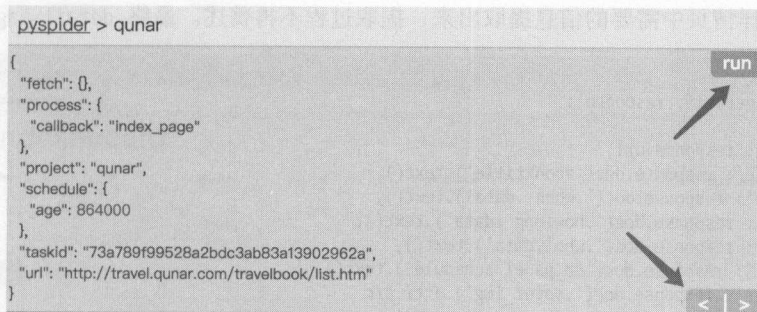 pyspider > qunar
run
{
"fetch": {},
"process": {
"callback": "index_page"
},
"project": "qunar",
"schedule": {
"age": 864000
},
"taskid": "73a789f99528a2bdc3ab83a13902962a",
"url": "http://travel.qunar.com/travelbook/list.htm"
}
< | >